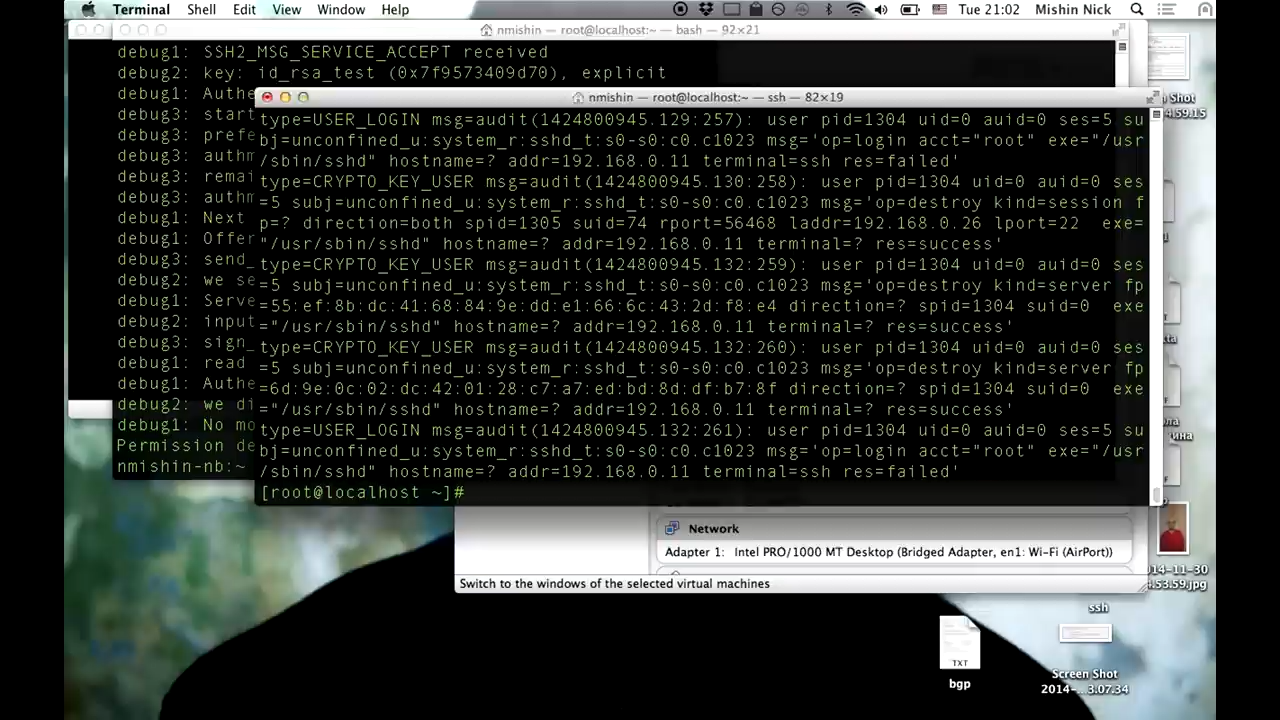 Terminal Shell Edit View Window Help Tue 21:02 Mishin Nick
nmishin — root@localhost:~ — bash — 92×21
debug1: SSH2_MSG_SERVICE_ACCEPT received
debug2: key: id_rsa_test (0x7f9573409d70), explicit
debug1: Authe
debug3: start
debug3: prefe
debug3: authm
debug3: remai
debug3: authm
debug1: Next
debug1: Offer
debug3: send_
debug2: we se
debug1: Serve
debug2: input
debug3: sign_
debug1: read
debug1: Authe
debug2: we di
debug1: No mo
Permission de
nmishin-nb:~
nmishin — root@localhost:~ — ssh — 82×19
type=USER_LOGIN msg=audit(1424800945.129:257): user pid=1304 uid=0 auid=0 ses=5 su
bj=unconfined_u:system_r:sshd_t:s0-s0:c0.c1023 msg='op=login acct="root" exe="/usr
/sbin/sshd" hostname=? addr=192.168.0.11 terminal=ssh res=failed'
type=CRYPTO_KEY_USER msg=audit(1424800945.130:258): user pid=1304 uid=0 auid=0 ses
=5 subj=unconfined_u:system_r:sshd_t:s0-s0:c0.c1023 msg='op=destroy kind=session f
p=? direction=both spid=1305 suid=74 rport=56468 laddr=192.168.0.26 lport=22  exe=
"/usr/sbin/sshd" hostname=? addr=192.168.0.11 terminal=? res=success'
type=CRYPTO_KEY_USER msg=audit(1424800945.132:259): user pid=1304 uid=0 auid=0 ses
=5 subj=unconfined_u:system_r:sshd_t:s0-s0:c0.c1023 msg='op=destroy kind=server fp
=55:ef:8b:dc:41:68:84:9e:dd:e1:66:6c:43:2d:f8:e4 direction=? spid=1304 suid=0  exe
="/usr/sbin/sshd" hostname=? addr=192.168.0.11 terminal=? res=success'
type=CRYPTO_KEY_USER msg=audit(1424800945.132:260): user pid=1304 uid=0 auid=0 ses
=5 subj=unconfined_u:system_r:sshd_t:s0-s0:c0.c1023 msg='op=destroy kind=server fp
=6d:9e:0c:02:dc:42:01:28:c7:a7:ed:bd:8d:df:b7:8f direction=? spid=1304 suid=0  exe
="/usr/sbin/sshd" hostname=? addr=192.168.0.11 terminal=? res=success'
type=USER_LOGIN msg=audit(1424800945.132:261): user pid=1304 uid=0 auid=0 ses=5 su
bj=unconfined_u:system_r:sshd_t:s0-s0:c0.c1023 msg='op=login acct="root" exe="/usr
/sbin/sshd" hostname=? addr=192.168.0.11 terminal=ssh res=failed'
[root@localhost ~]#
Network
Adapter 1: Intel PRO/1000 MT Desktop (Bridged Adapter, en1: Wi-Fi (AirPort))
Switch to the windows of the selected virtual machines
Shot
4.59.15
14-11-30
4.53.59.jpg
ssh
Screen Shot
2014-...3.07.34
TXT
bgp